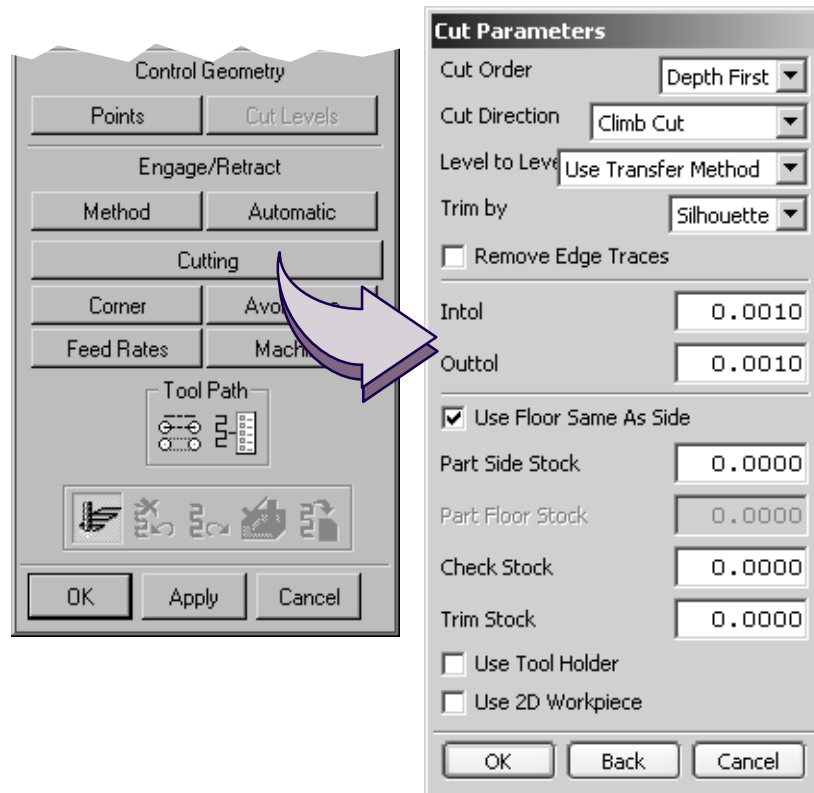 Control Geometry
Points
Cut Levels
Engage/Retract
Method
Automatic
Cutting
Corner
Feed Rates
Tool Path
OK
Apply
Cancel
Cut Parameters
Cut Order
Depth First
Cut Direction
Climb Cut
Level to Leve
Use Transfer Method
Trim by
Silhouette
Remove Edge Traces
Intol
0.0010
Outtol
0.0010
Use Floor Same As Side
Part Side Stock
0.0000
Part Floor Stock
0.0000
Check Stock
0.0000
Trim Stock
0.0000
Use Tool Holder
Use 2D Workpiece
OK
Back
Cancel